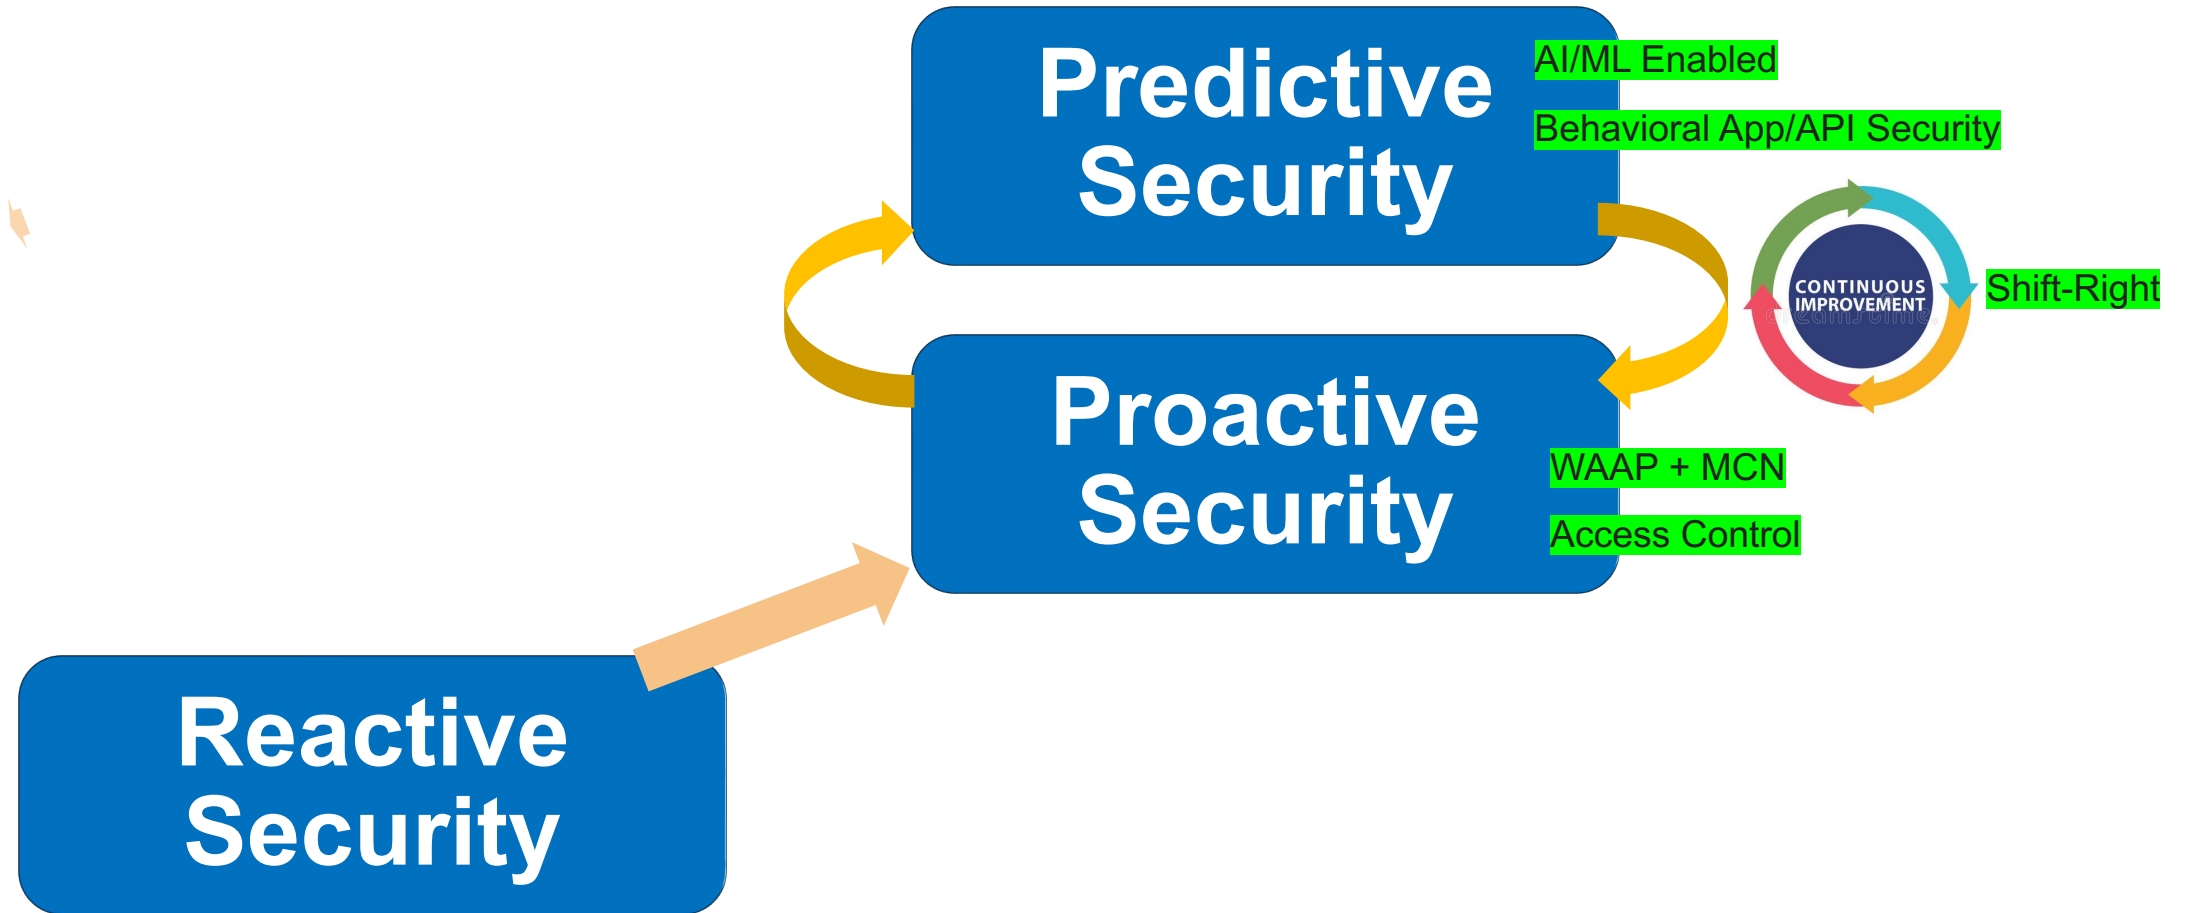 Predictive
Security
AI/ML Enabled
Behavioral App/API Security
CONTINUOUS
IMPROVEMENT
dreamstime.
Shift-Right
Proactive
Security
WAAP + MCN
Access Control
Reactive
Security